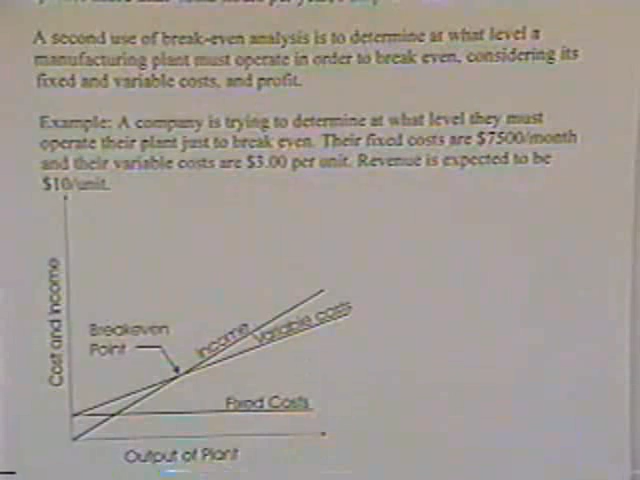 A second use of break-even analysis is to determine at what level a
manufacturing plant must operate in order to break even, considering its
fixed and variable costs, and profit.
Example: A company is trying to determine at what level they must
operate their plant just to break even. Their fixed costs are $7500/month
and their variable costs are $3.00 per unit. Revenue is expected to be
$10/unit.
Cost and Income
Breakeven
Point
Income
Variable costs
Fixed Costs
Output of Plant